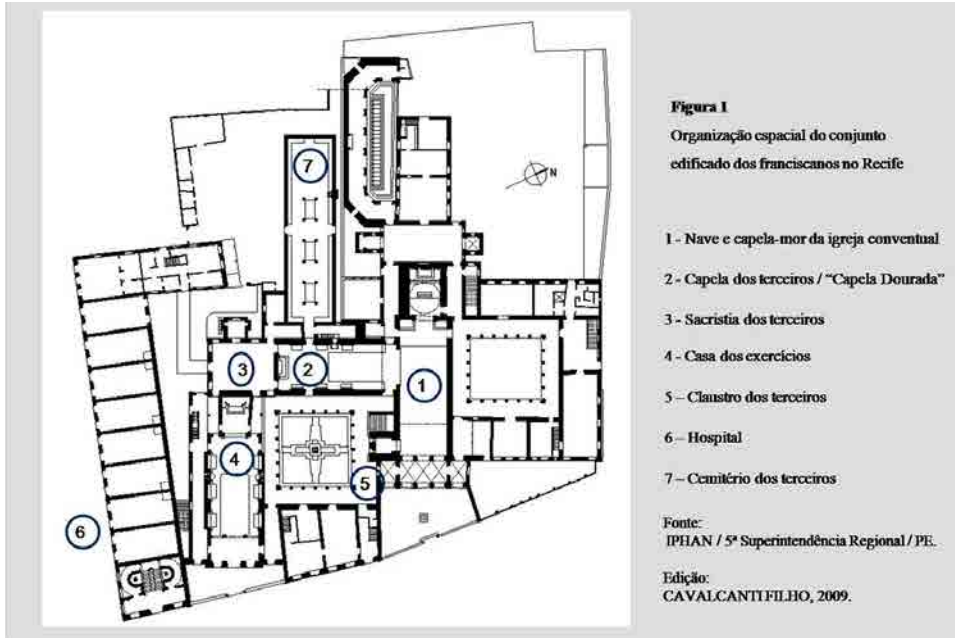 7
N
3
2
1
4
5
6
Figura 1
Organização espacial do conjunto
edificado dos franciscanos no Recife
1 - Nave e capela-mor da igreja conventual
2 - Capela dos terceiros / “Capela Dourada”
3 - Sacristia dos terceiros
4 - Casa dos exercícios
5 – Claustro dos terceiros
6 – Hospital
7 – Cemitério dos terceiros
Fonte:
IPHAN / 5ª Superintendência Regional / PE.
Edição:
CAVALCANTI FILHO, 2009.